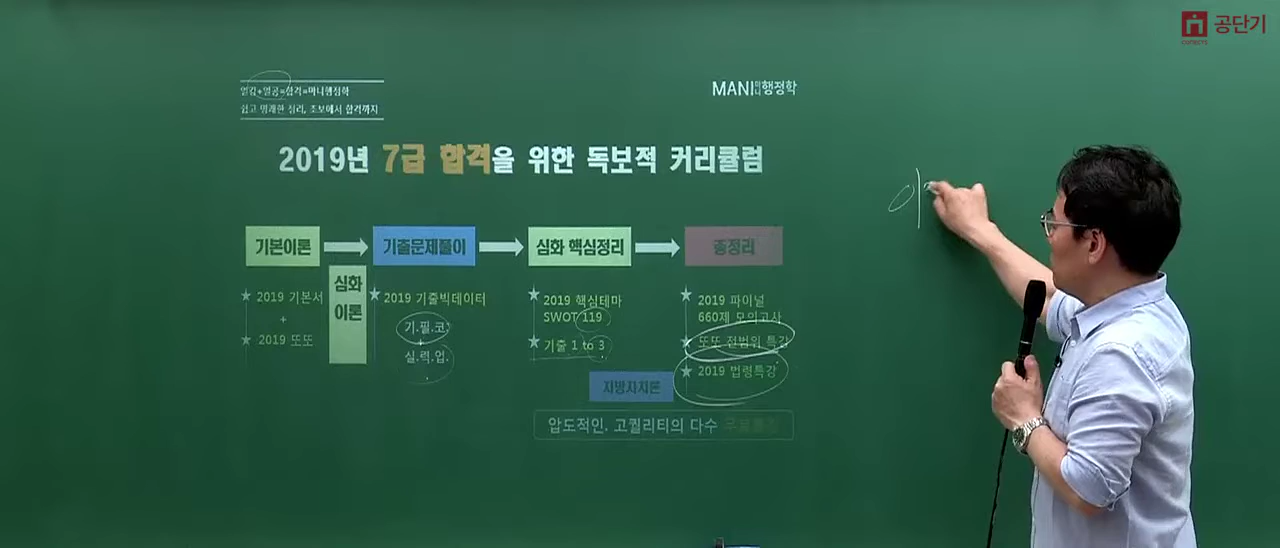 공단기
열강+열공=합격=마니행정학
쉽고 명쾌한 정리, 초보에서 합격까지
MANI마니행정학
2019년 7급 합격을 위한 독보적 커리큘럼
기본이론
기출문제풀이
심화 핵심정리
총정리
심화
이론
★ 2019 기본서
+
★ 2019 또또
★ 2019 기출빅데이터
기.필.코.
+
실.력.업.
★ 2019 핵심테마
SWOT 119
★ 기출 1 to 3
★ 2019 파이널
660제 모의고사
★ 또또 전범위 특강
★ 2019 법령특강
지방자치론
압도적인. 고퀄리티의 다수